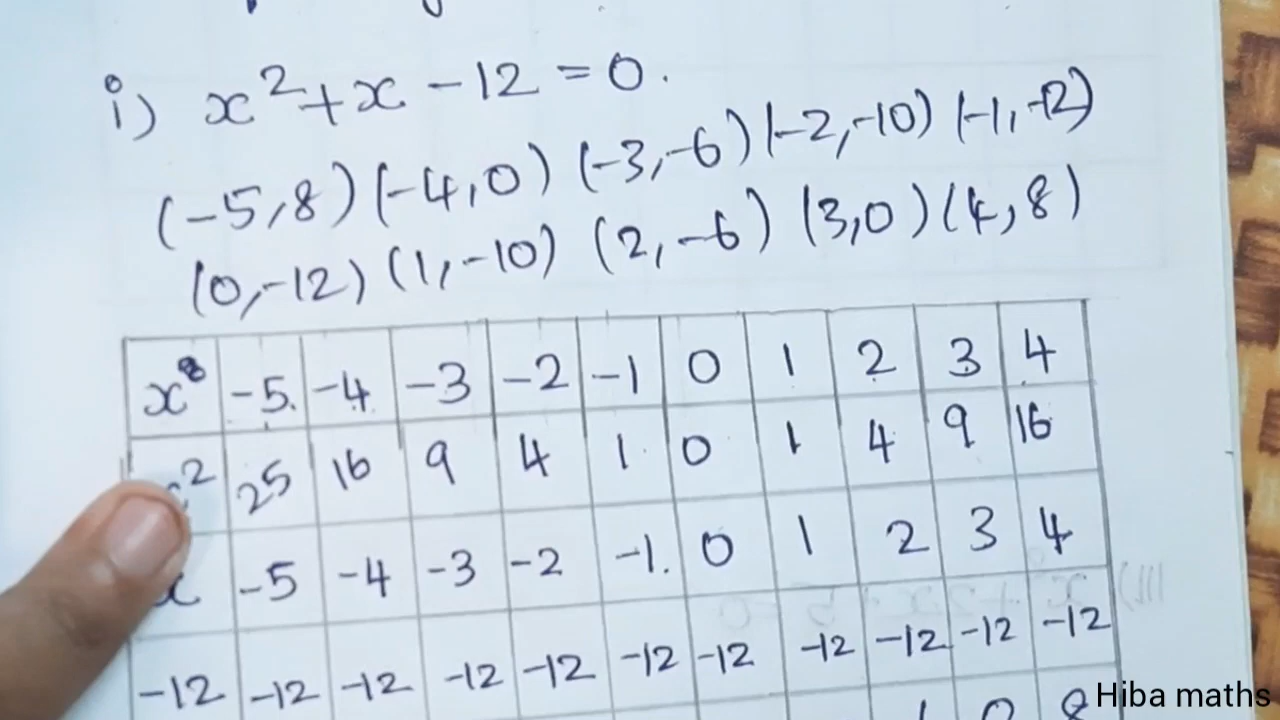 i) x² + x - 12 = 0.
(-5,8) (-4,0) (-3,-6) (-2,-10) (-1,-12)
(0,-12) (1,-10) (2,-6) (3,0) (4,8)
x -5 -4 -3 -2 -1 0 1 2 3 4
x² 25 16 9 4 1 0 1 4 9 16
x -5 -4 -3 -2 -1 0 1 2 3 4
-12 -12 -12 -12 -12 -12 -12 -12 -12 -12 -12
8
Hiba maths